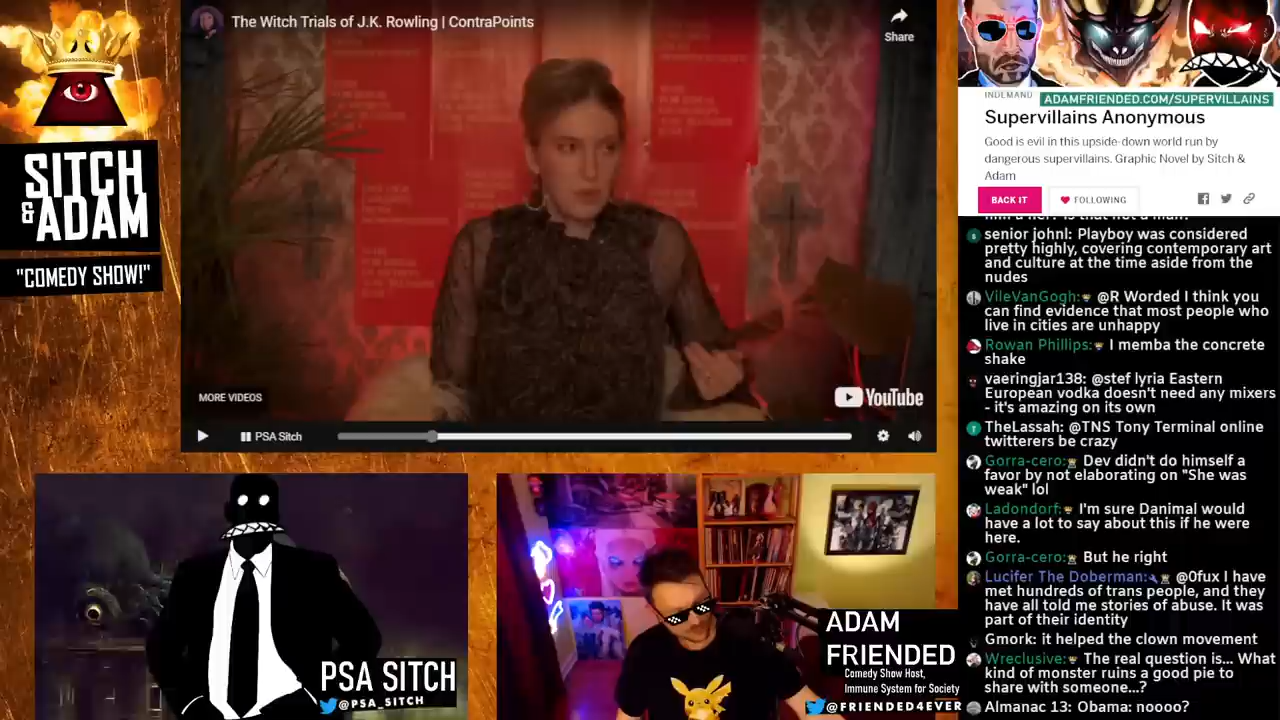 The Witch Trials of J.K. Rowling | ContraPoints
Share
MORE VIDEOS
YouTube
PSA Sitch
SITCH
& ADAM
"COMEDY SHOW!"
PSA SITCH
@PSA_SITCH
ADAM
FRIENDED
Comedy Show Host,
Immune System for Society
@FRIENDED4EVER
INDEMAND
ADAMFRIENDED.COM/SUPERVILLAINS
Supervillains Anonymous
Good is evil in this upside-down world run by
dangerous supervillains. Graphic Novel by Sitch &
Adam
BACK IT
FOLLOWING
senior johnl: Playboy was considered
pretty highly, covering contemporary art
and culture at the time aside from the
nudes
VileVanGogh: @R Worded I think you
can find evidence that most people who
live in cities are unhappy
Rowan Phillips: I memba the concrete
shake
vaeringjar138: @stef lyria Eastern
European vodka doesn't need any mixers
- it's amazing on its own
TheLassah: @TNS Tony Terminal online
twitterers be crazy
Gorra-cero: Dev didn't do himself a
favor by not elaborating on "She was
weak" lol
Ladondorf: I'm sure Danimal would
have a lot to say about this if he were
here.
Gorra-cero: But he right
Lucifer The Doberman: @0fux I have
met hundreds of trans people, and they
have all told me stories of abuse. It was
part of their identity
Gmork: it helped the clown movement
Wreclusive: The real question is... What
kind of monster ruins a good pie to
share with someone...?
Almanac 13: Obama: noooo?